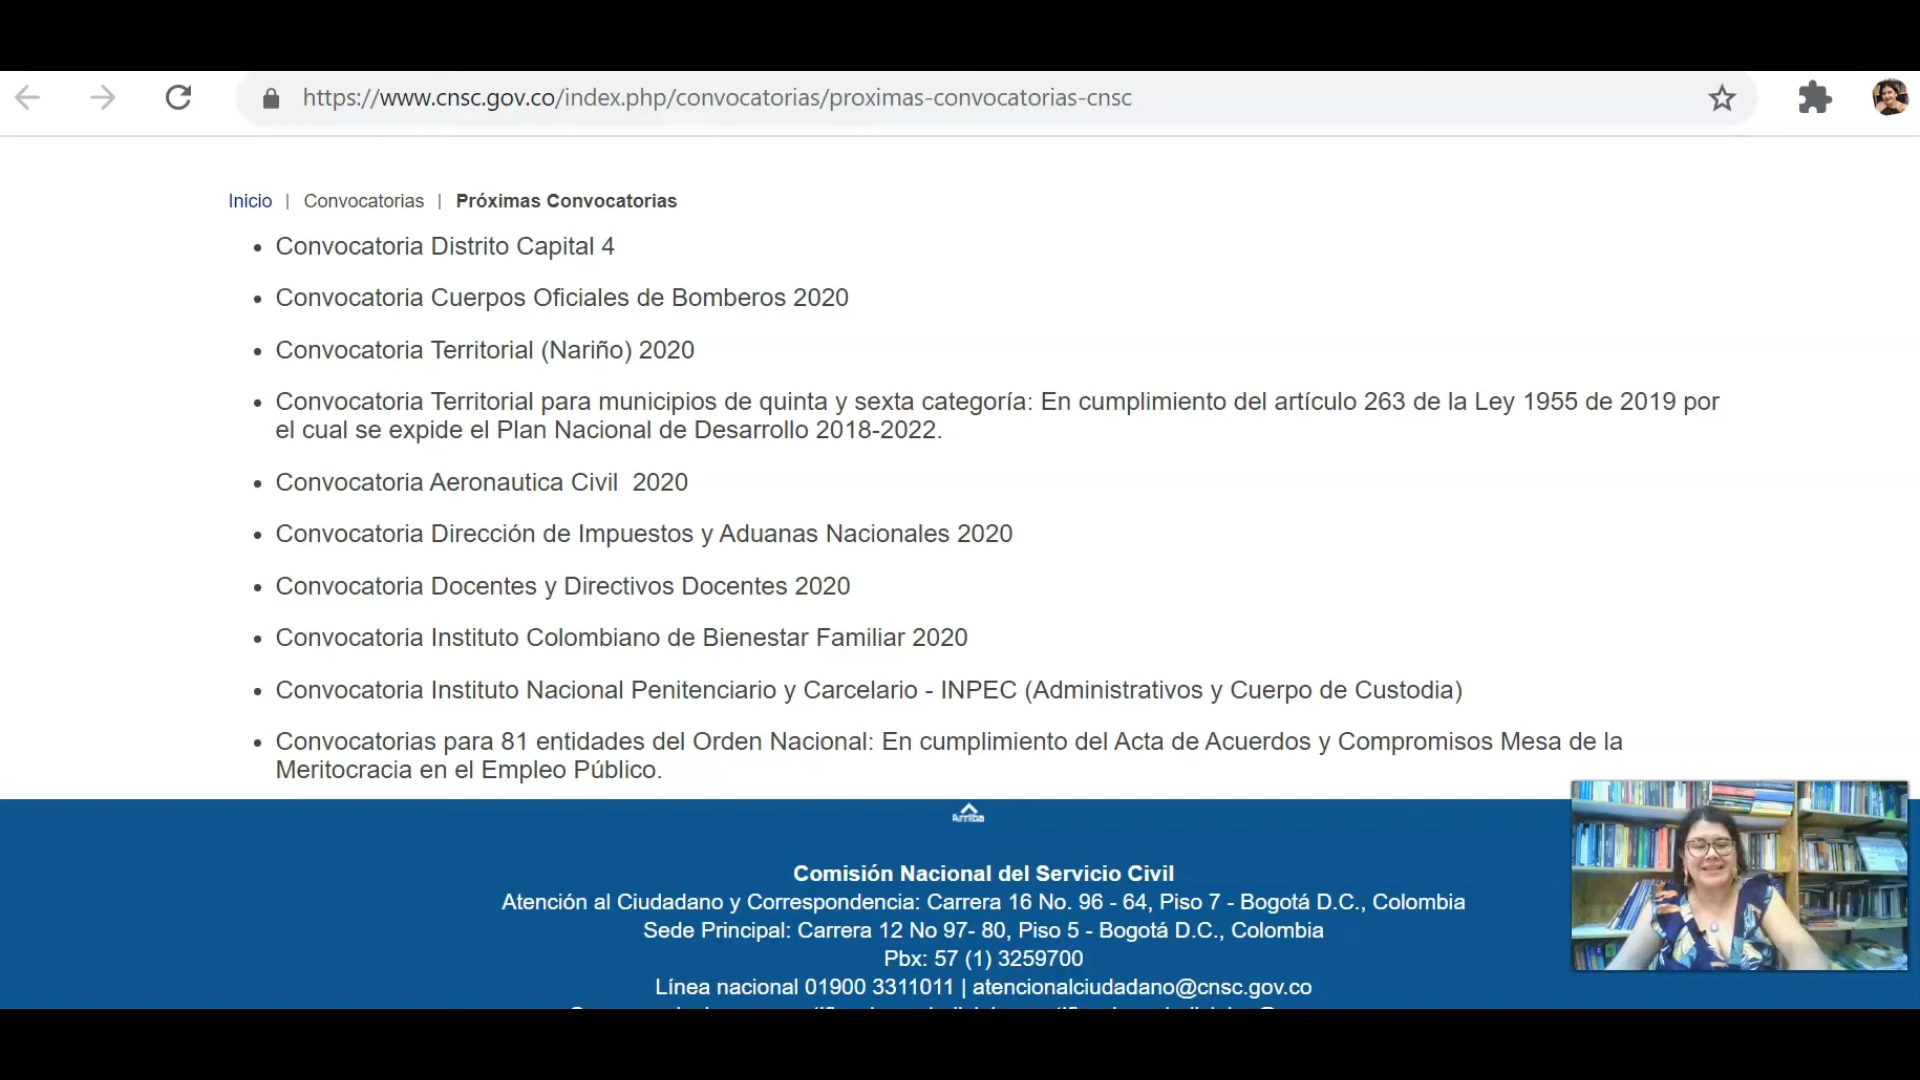 https://www.cnsc.gov.co/index.php/convocatorias/proximas-convocatorias-cnsc
Inicio | Convocatorias | Próximas Convocatorias
• Convocatoria Distrito Capital 4
• Convocatoria Cuerpos Oficiales de Bomberos 2020
• Convocatoria Territorial (Nariño) 2020
• Convocatoria Territorial para municipios de quinta y sexta categoría: En cumplimiento del artículo 263 de la Ley 1955 de 2019 por
el cual se expide el Plan Nacional de Desarrollo 2018-2022.
• Convocatoria Aeronautica Civil 2020
• Convocatoria Dirección de Impuestos y Aduanas Nacionales 2020
• Convocatoria Docentes y Directivos Docentes 2020
• Convocatoria Instituto Colombiano de Bienestar Familiar 2020
• Convocatoria Instituto Nacional Penitenciario y Carcelario - INPEC (Administrativos y Cuerpo de Custodia)
• Convocatorias para 81 entidades del Orden Nacional: En cumplimiento del Acta de Acuerdos y Compromisos Mesa de la
Meritocracia en el Empleo Público.
Arriba
Comisión Nacional del Servicio Civil
Atención al Ciudadano y Correspondencia: Carrera 16 No. 96 - 64, Piso 7 - Bogotá D.C., Colombia
Sede Principal: Carrera 12 No 97- 80, Piso 5 - Bogotá D.C., Colombia
Pbx: 57 (1) 3259700
Línea nacional 01900 3311011 | atencionalciudadano@cnsc.gov.co